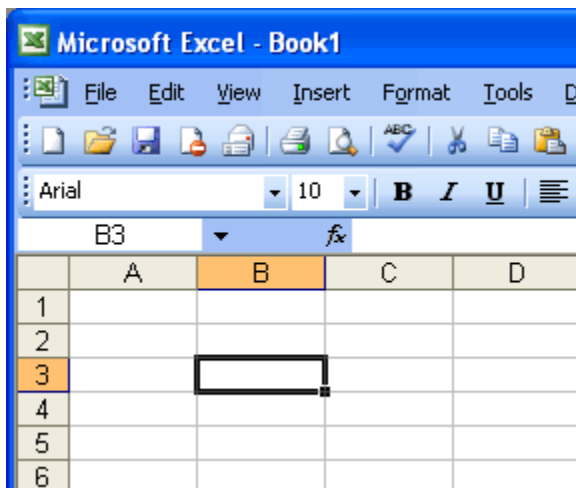 Microsoft Excel - Book1
File Edit View Insert Format Tools D
ABC
Arial 10 B I U
B3 fx
A B C D
1
2
3
4
5
6